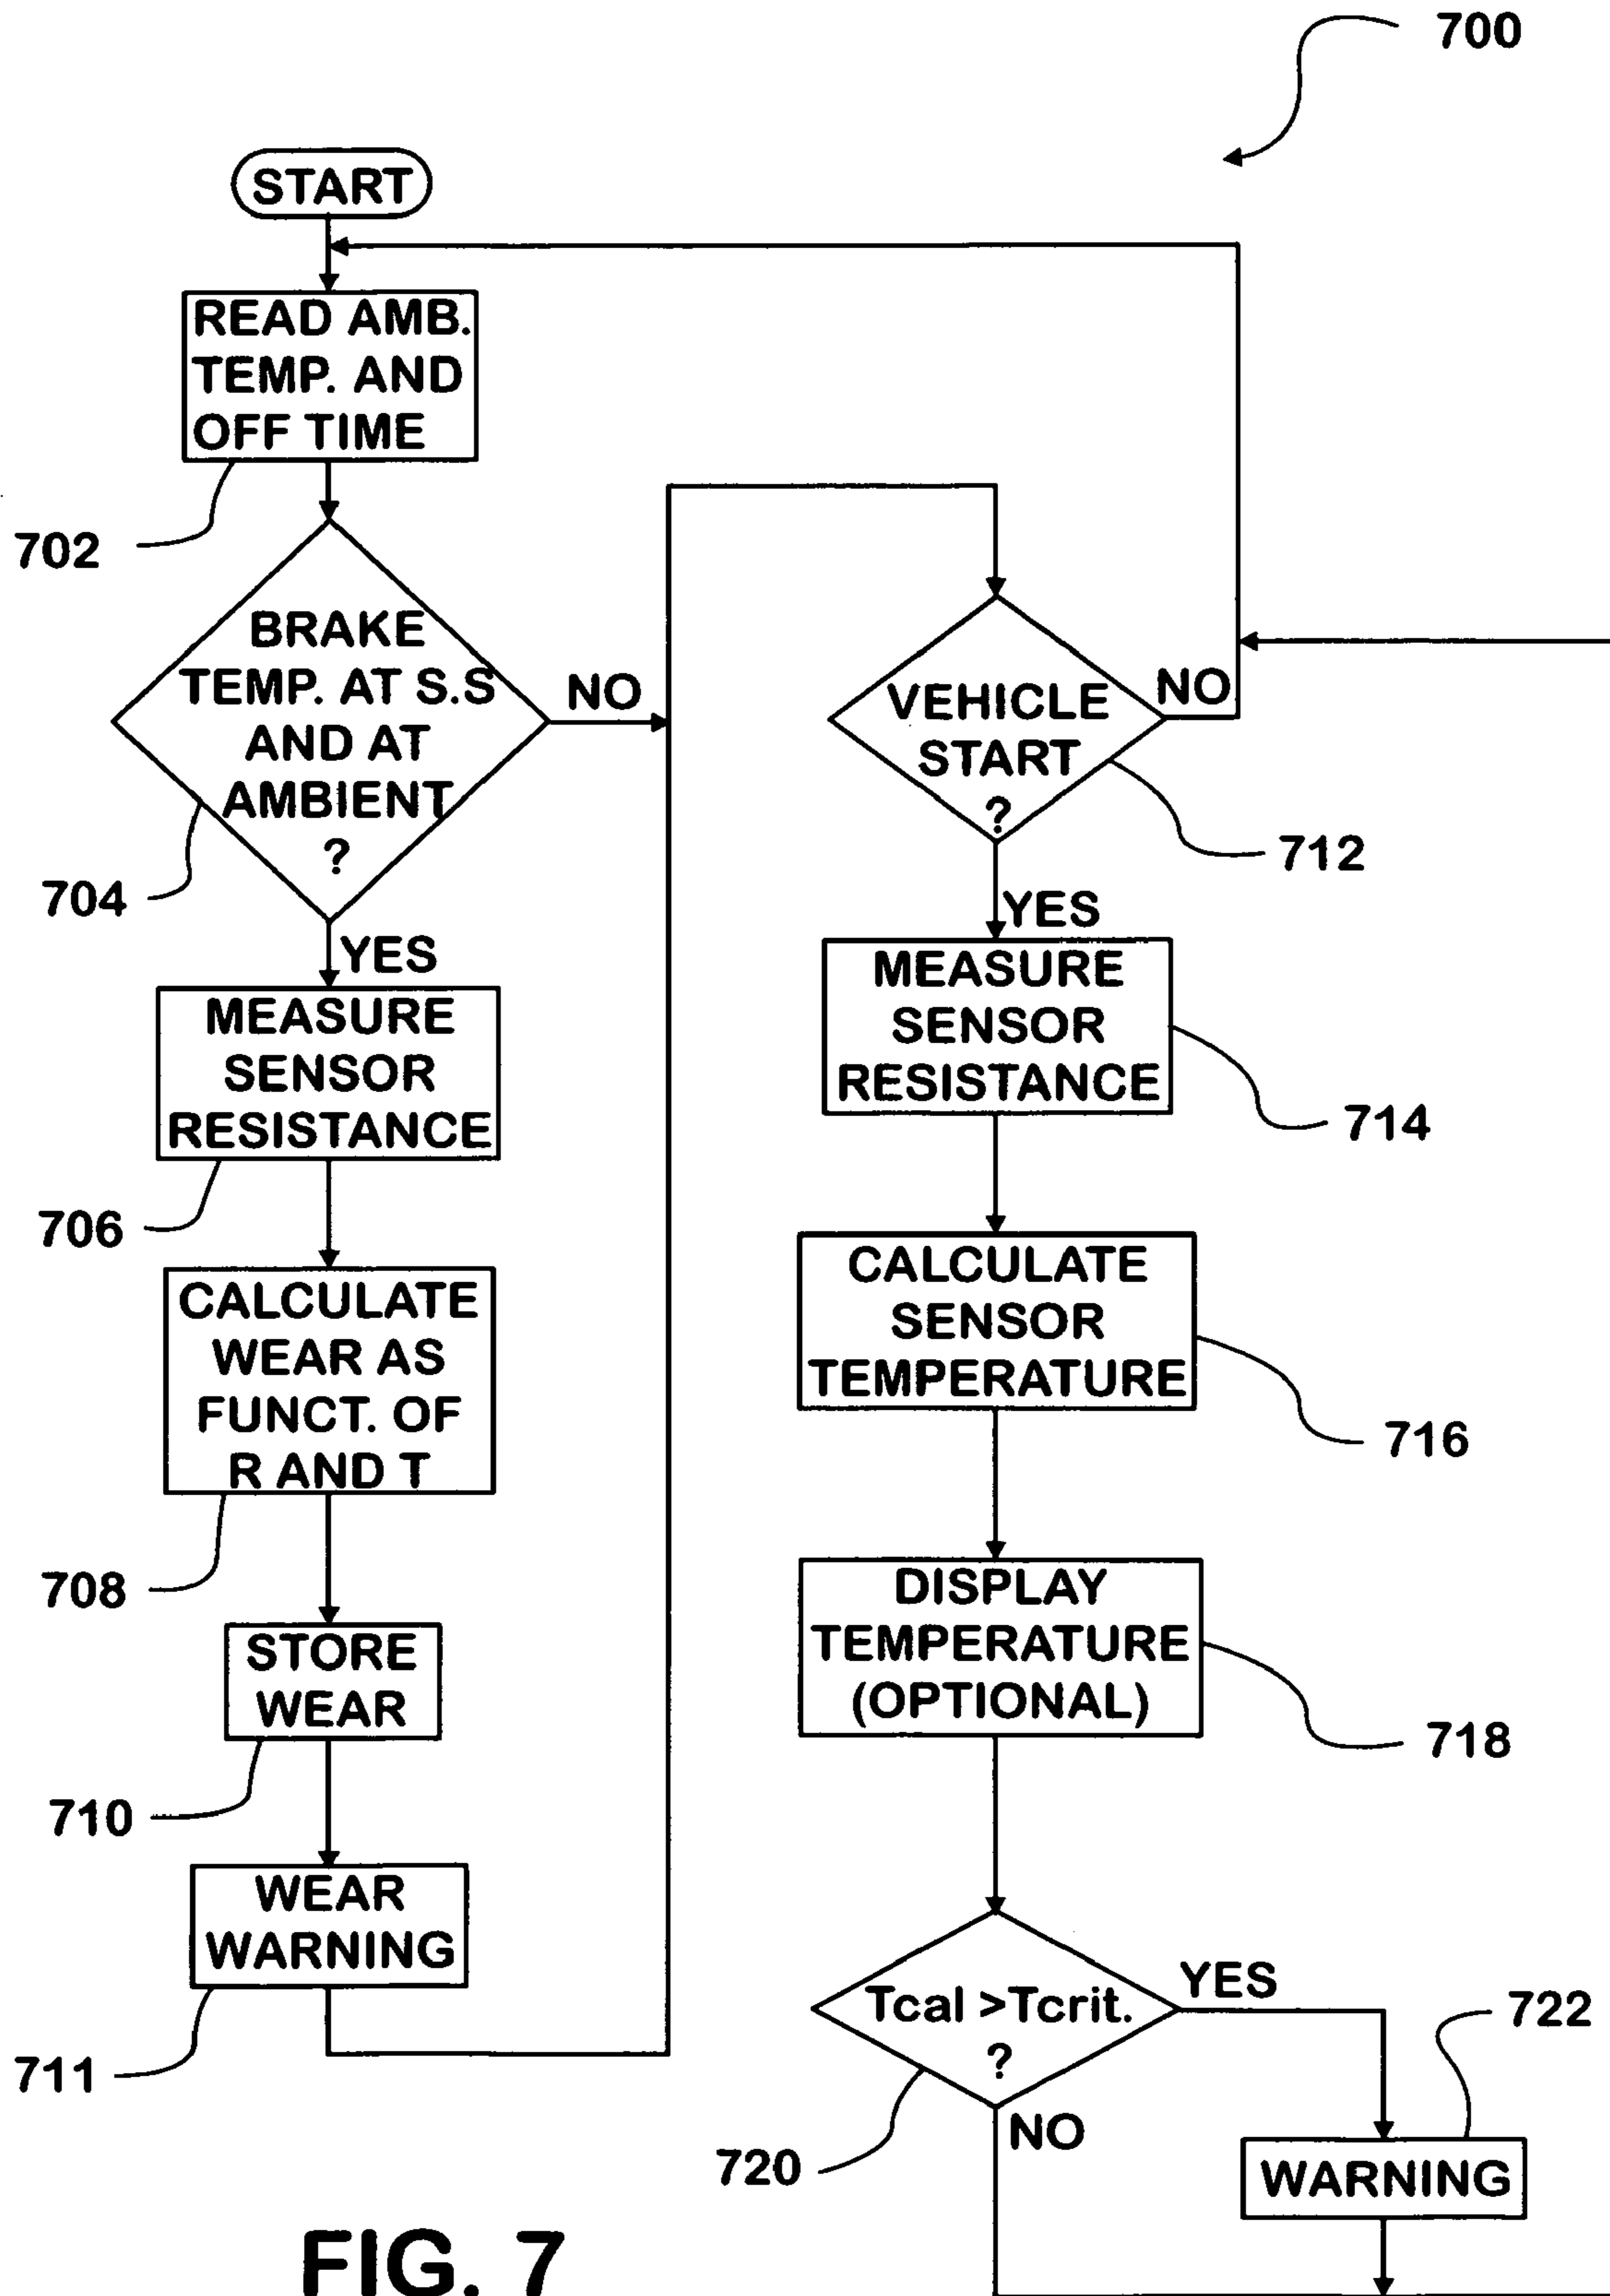 700
START
READ AMB.
TEMP. AND
OFF TIME
702
BRAKE
TEMP. AT S.S
AND AT
AMBIENT
?
NO
704
YES
MEASURE
SENSOR
RESISTANCE
706
CALCULATE
WEAR AS
FUNCT. OF
R AND T
708
STORE
WEAR
710
WEAR
WARNING
711
VEHICLE
START
?
NO
712
YES
MEASURE
SENSOR
RESISTANCE
714
CALCULATE
SENSOR
TEMPERATURE
716
DISPLAY
TEMPERATURE
(OPTIONAL)
718
Tcal >Tcrit.
?
YES
720
NO
722
WARNING
FIG. 7